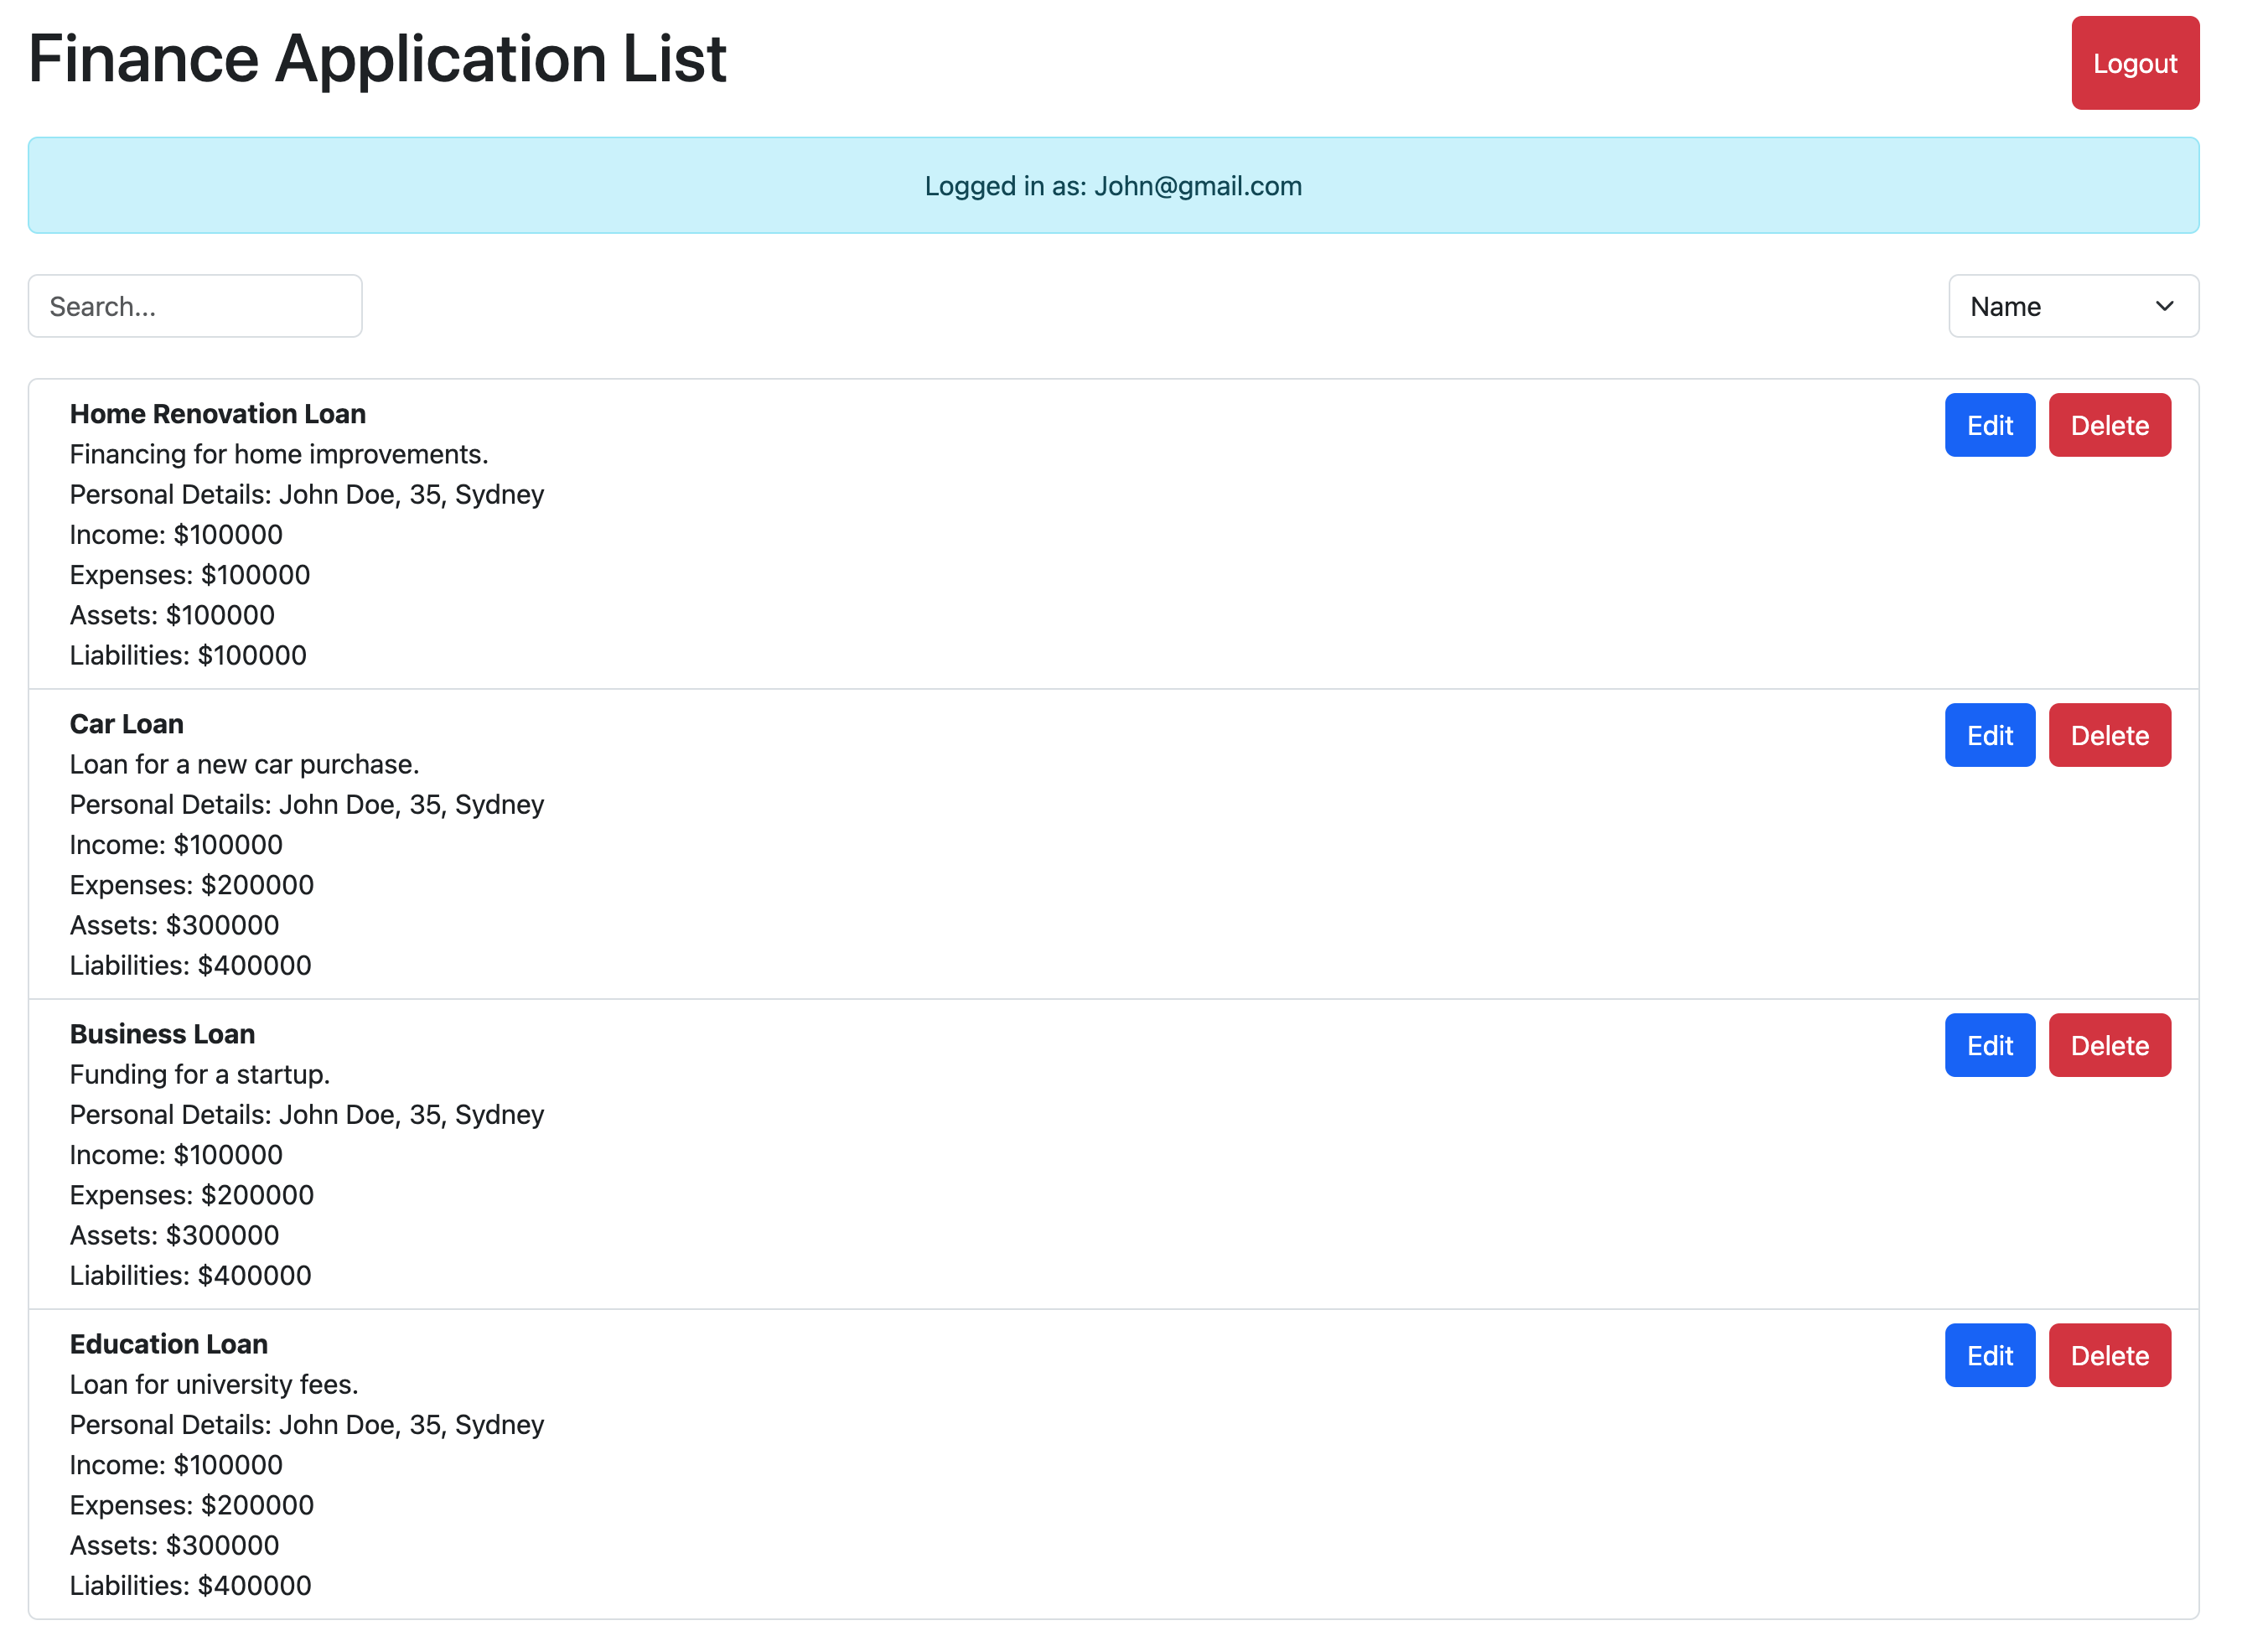 Finance Application List
Logout
Logged in as: John@gmail.com
Search...
Name
Home Renovation Loan
Edit
Delete
Financing for home improvements.
Personal Details: John Doe, 35, Sydney
Income: $100000
Expenses: $100000
Assets: $100000
Liabilities: $100000
Car Loan
Edit
Delete
Loan for a new car purchase.
Personal Details: John Doe, 35, Sydney
Income: $100000
Expenses: $200000
Assets: $300000
Liabilities: $400000
Business Loan
Edit
Delete
Funding for a startup.
Personal Details: John Doe, 35, Sydney
Income: $100000
Expenses: $200000
Assets: $300000
Liabilities: $400000
Education Loan
Edit
Delete
Loan for university fees.
Personal Details: John Doe, 35, Sydney
Income: $100000
Expenses: $200000
Assets: $300000
Liabilities: $400000